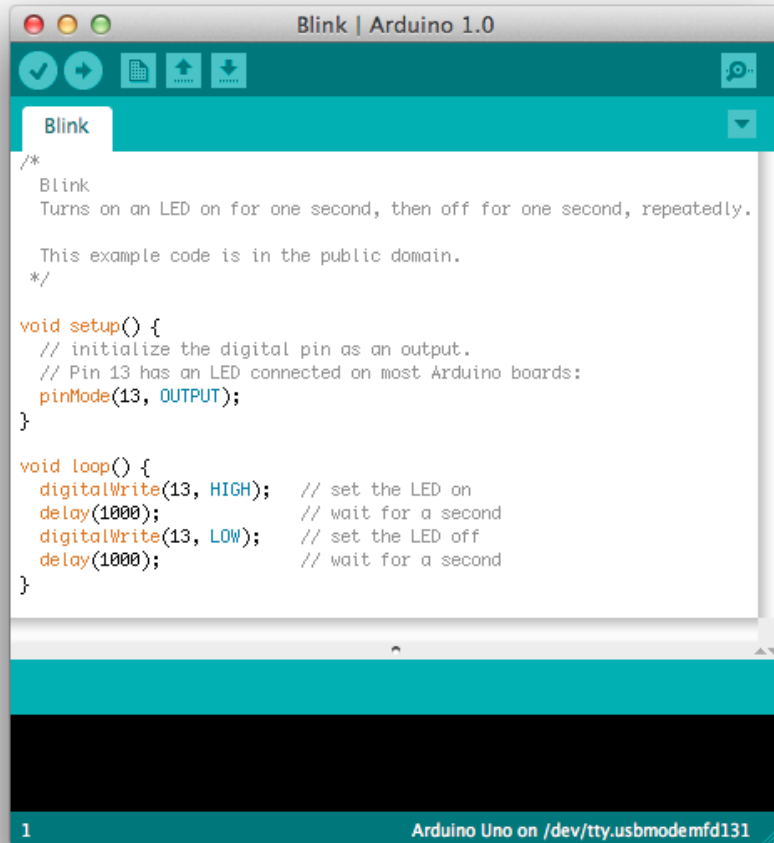 Blink | Arduino 1.0
Blink
/*
  Blink
  Turns on an LED on for one second, then off for one second, repeatedly.

  This example code is in the public domain.
 */

void setup() {
  // initialize the digital pin as an output.
  // Pin 13 has an LED connected on most Arduino boards:
  pinMode(13, OUTPUT);
}

void loop() {
  digitalWrite(13, HIGH);   // set the LED on
  delay(1000);              // wait for a second
  digitalWrite(13, LOW);    // set the LED off
  delay(1000);              // wait for a second
}
1
Arduino Uno on /dev/tty.usbmodemfd131